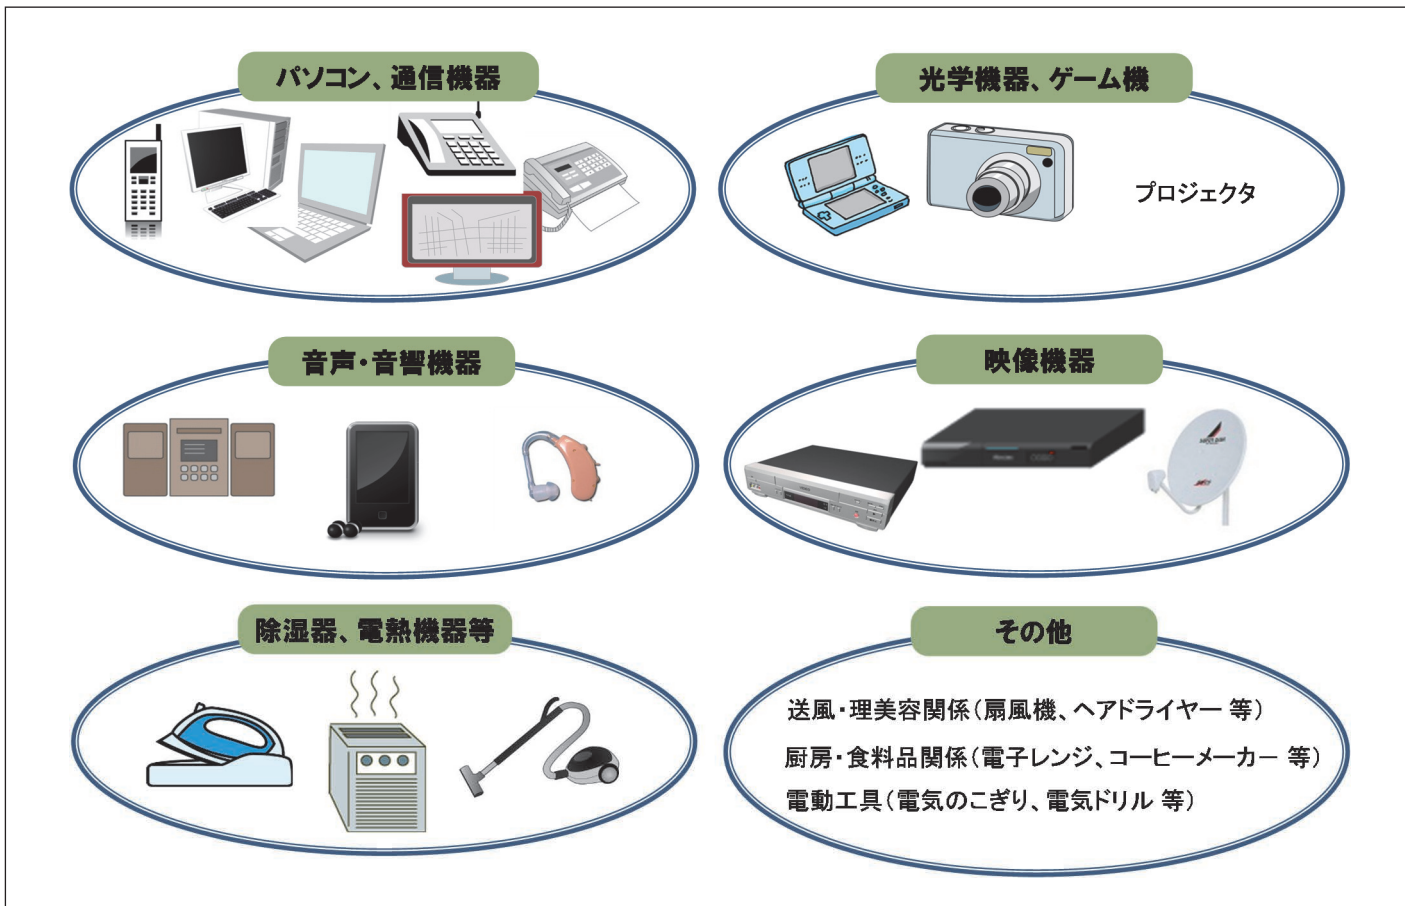 パソコン、通信機器
光学機器、ゲーム機
プロジェクタ
音声・音響機器
映像機器
除湿器、電熱機器等
その他
送風・理美容関係(扇風機、ヘアドライヤー 等)
厨房・食料品関係(電子レンジ、コーヒーメーカー 等)
電動工具(電気のこぎり、電気ドリル 等)